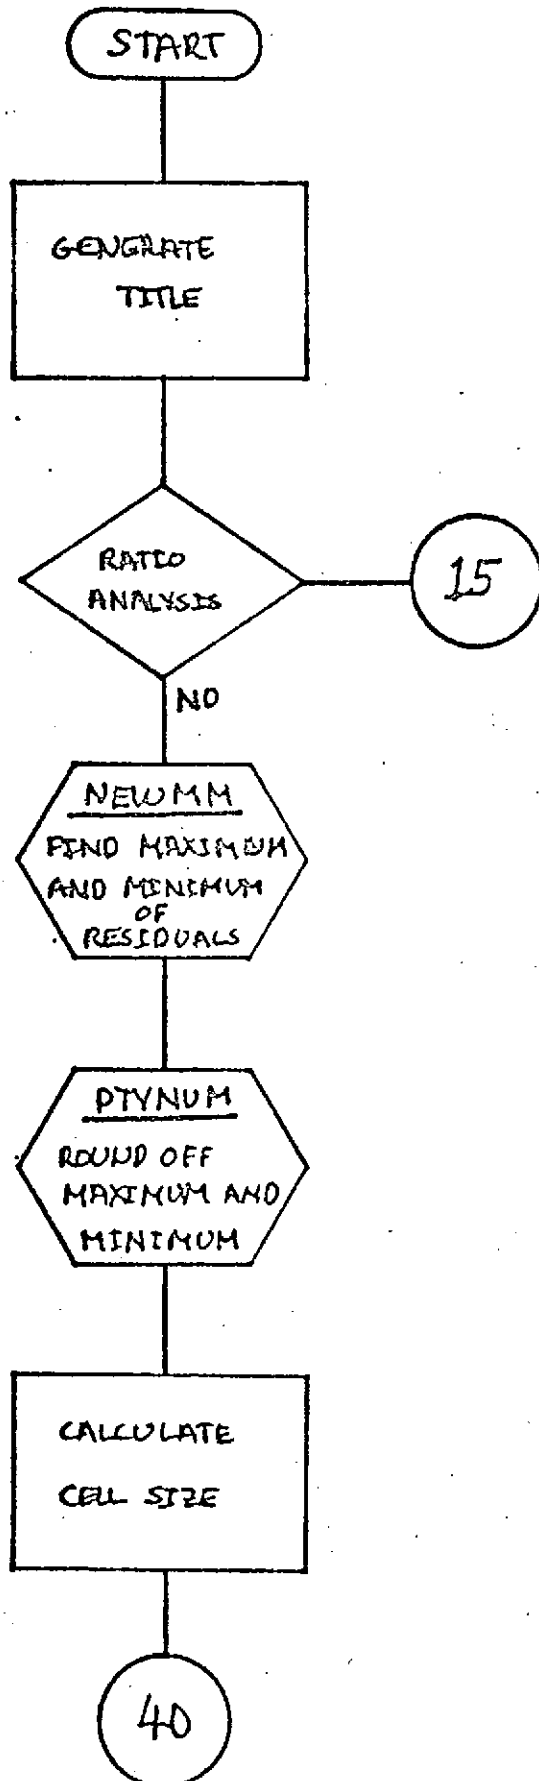 START
GENERATE
TITLE
RATIO
ANALYSIS
15
NO
NEWMM
FIND MAXIMUM
AND MINIMUM
OF
RESIDUALS
PTYNUM
ROUND OFF
MAXIMUM AND
MINIMUM
CALCULATE
CELL SIZE
40